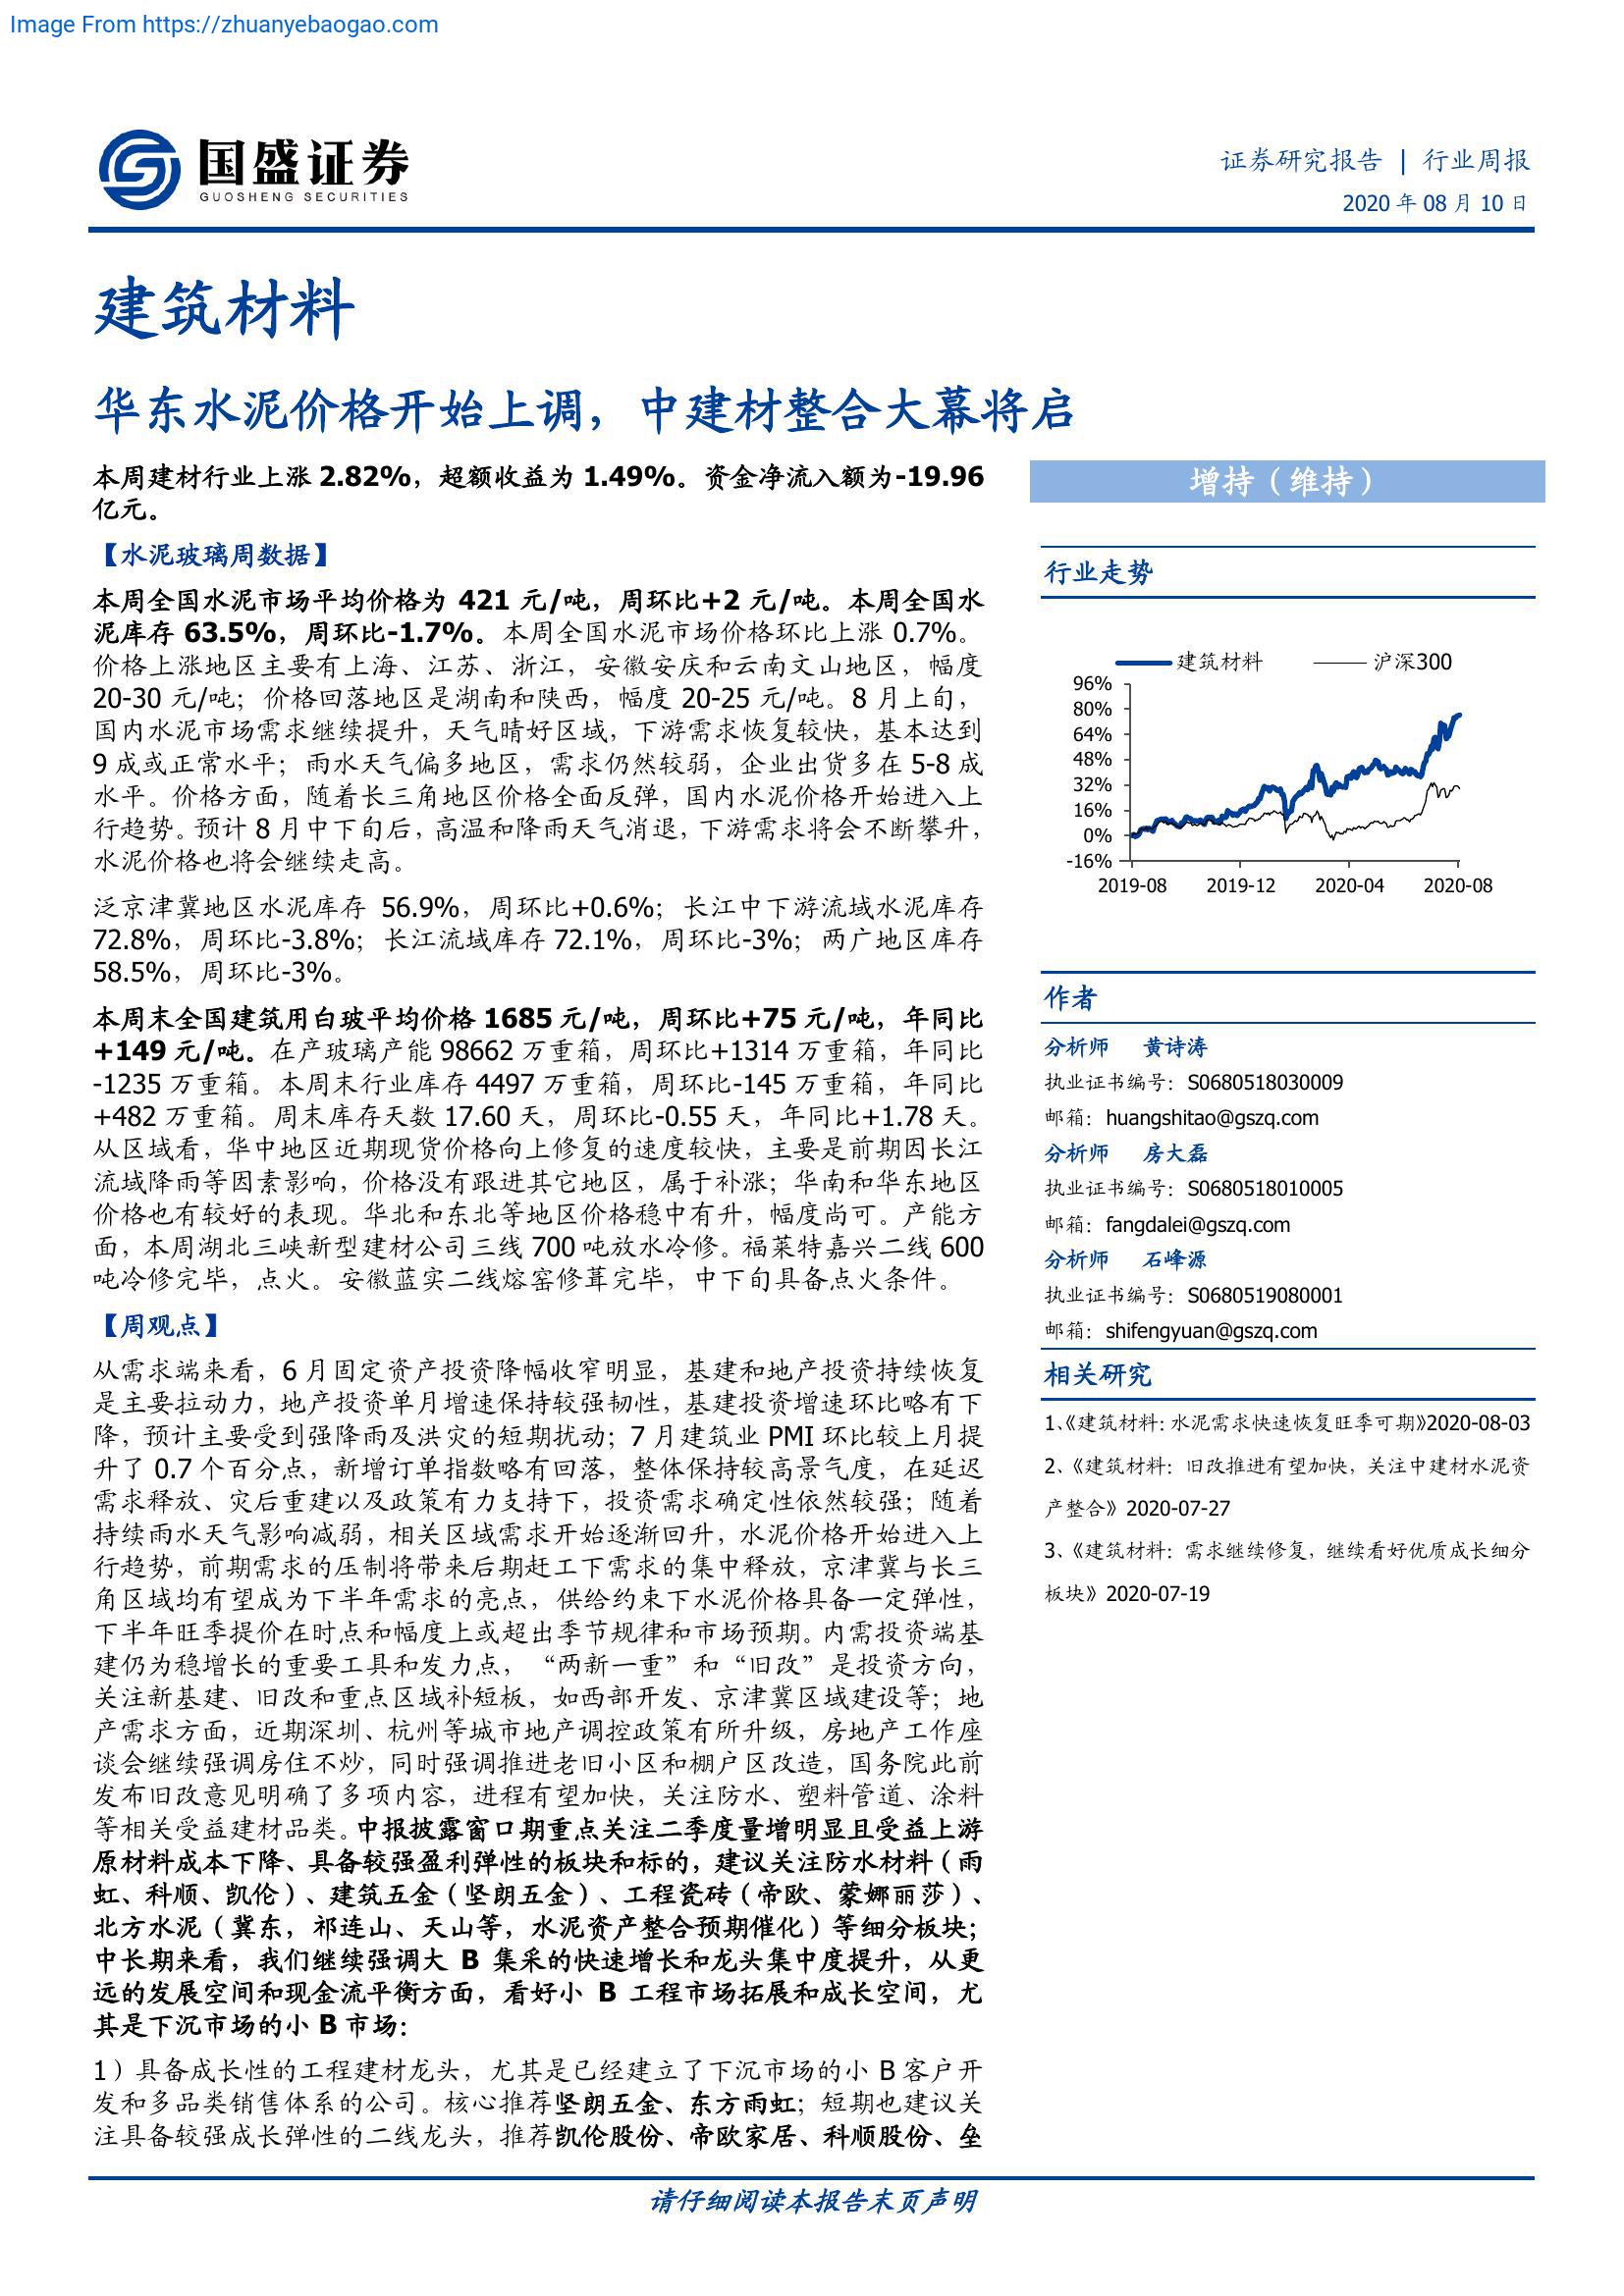 Image From https://zhuanyebaogao.com
国盛证券
GUOSHENG SECURITIES
证券研究报告 | 行业周报
2020 年 08 月 10 日
建筑材料
华东水泥价格开始上调，中建材整合大幕将启
本周建材行业上涨 2.82%，超额收益为 1.49%。资金净流入额为-19.96
亿元。
【水泥玻璃周数据】
本周全国水泥市场平均价格为 421 元/吨，周环比+2 元/吨。本周全国水
泥库存 63.5%，周环比-1.7%。本周全国水泥市场价格环比上涨 0.7%。
价格上涨地区主要有上海、江苏、浙江，安徽安庆和云南文山地区，幅度
20-30 元/吨；价格回落地区是湖南和陕西，幅度 20-25 元/吨。8 月上旬，
国内水泥市场需求继续提升，天气晴好区域，下游需求恢复较快，基本达到
9 成或正常水平；雨水天气偏多地区，需求仍然较弱，企业出货多在 5-8 成
水平。价格方面，随着长三角地区价格全面反弹，国内水泥价格开始进入上
行趋势。预计 8 月中下旬后，高温和降雨天气消退，下游需求将会不断攀升，
水泥价格也将会继续走高。
泛京津冀地区水泥库存 56.9%，周环比+0.6%；长江中下游流域水泥库存
72.8%，周环比-3.8%；长江流域库存 72.1%，周环比-3%；两广地区库存
58.5%，周环比-3%。
本周末全国建筑用白玻平均价格 1685 元/吨，周环比+75 元/吨，年同比
+149 元/吨。在产玻璃产能 98662 万重箱，周环比+1314 万重箱，年同比
-1235 万重箱。本周末行业库存 4497 万重箱，周环比-145 万重箱，年同比
+482 万重箱。周末库存天数 17.60 天，周环比-0.55 天，年同比+1.78 天。
从区域看，华中地区近期现货价格向上修复的速度较快，主要是前期因长江
流域降雨等因素影响，价格没有跟进其它地区，属于补涨；华南和华东地区
价格也有较好的表现。华北和东北等地区价格稳中有升，幅度尚可。产能方
面，本周湖北三峡新型建材公司三线 700 吨放水冷修。福莱特嘉兴二线 600
吨冷修完毕，点火。安徽蓝实二线熔窑修葺完毕，中下旬具备点火条件。
【周观点】
从需求端来看，6 月固定资产投资降幅收窄明显，基建和地产投资持续恢复
是主要拉动力，地产投资单月增速保持较强韧性，基建投资增速环比略有下
降，预计主要受到强降雨及洪灾的短期扰动；7 月建筑业 PMI 环比较上月提
升了 0.7 个百分点，新增订单指数略有回落，整体保持较高景气度，在延迟
需求释放、灾后重建以及政策有力支持下，投资需求确定性依然较强；随着
持续雨水天气影响减弱，相关区域需求开始逐渐回升，水泥价格开始进入上
行趋势，前期需求的压制将带来后期赶工下需求的集中释放，京津冀与长三
角区域均有望成为下半年需求的亮点，供给约束下水泥价格具备一定弹性，
下半年旺季提价在时点和幅度上或超出季节规律和市场预期。内需投资端基
建仍为稳增长的重要工具和发力点，“两新一重”和“旧改”是投资方向，
关注新基建、旧改和重点区域补短板，如西部开发、京津冀区域建设等；地
产需求方面，近期深圳、杭州等城市地产调控政策有所升级，房地产工作座
谈会继续强调房住不炒，同时强调推进老旧小区和棚户区改造，国务院此前
发布旧改意见明确了多项内容，进程有望加快，关注防水、塑料管道、涂料
等相关受益建材品类。中报披露窗口期重点关注二季度量增明显且受益上游
原材料成本下降、具备较强盈利弹性的板块和标的，建议关注防水材料（雨
虹、科顺、凯伦）、建筑五金（坚朗五金）、工程瓷砖（帝欧、蒙娜丽莎）、
北方水泥（冀东，祁连山、天山等，水泥资产整合预期催化）等细分板块；
中长期来看，我们继续强调大 B 集采的快速增长和龙头集中度提升，从更
远的发展空间和现金流平衡方面，看好小 B 工程市场拓展和成长空间，尤
其是下沉市场的小 B 市场：
1）具备成长性的工程建材龙头，尤其是已经建立了下沉市场的小 B 客户开
发和多品类销售体系的公司。核心推荐坚朗五金、东方雨虹；短期也建议关
注具备较强成长弹性的二线龙头，推荐凯伦股份、帝欧家居、科顺股份、垒
增持（维持）
行业走势
建筑材料 沪深300
96%
80%
64%
48%
32%
16%
0%
-16%
2019-08 2019-12 2020-04 2020-08
作者
分析师 黄诗涛
执业证书编号：S0680518030009
邮箱：huangshitao@gszq.com
分析师 房大磊
执业证书编号：S0680518010005
邮箱：fangdalei@gszq.com
分析师 石峰源
执业证书编号：S0680519080001
邮箱：shifengyuan@gszq.com
相关研究
1、《建筑材料：水泥需求快速恢复旺季可期》2020-08-03
2、《建筑材料：旧改推进有望加快，关注中建材水泥资
产整合》2020-07-27
3、《建筑材料：需求继续修复，继续看好优质成长细分
板块》2020-07-19
请仔细阅读本报告末页声明